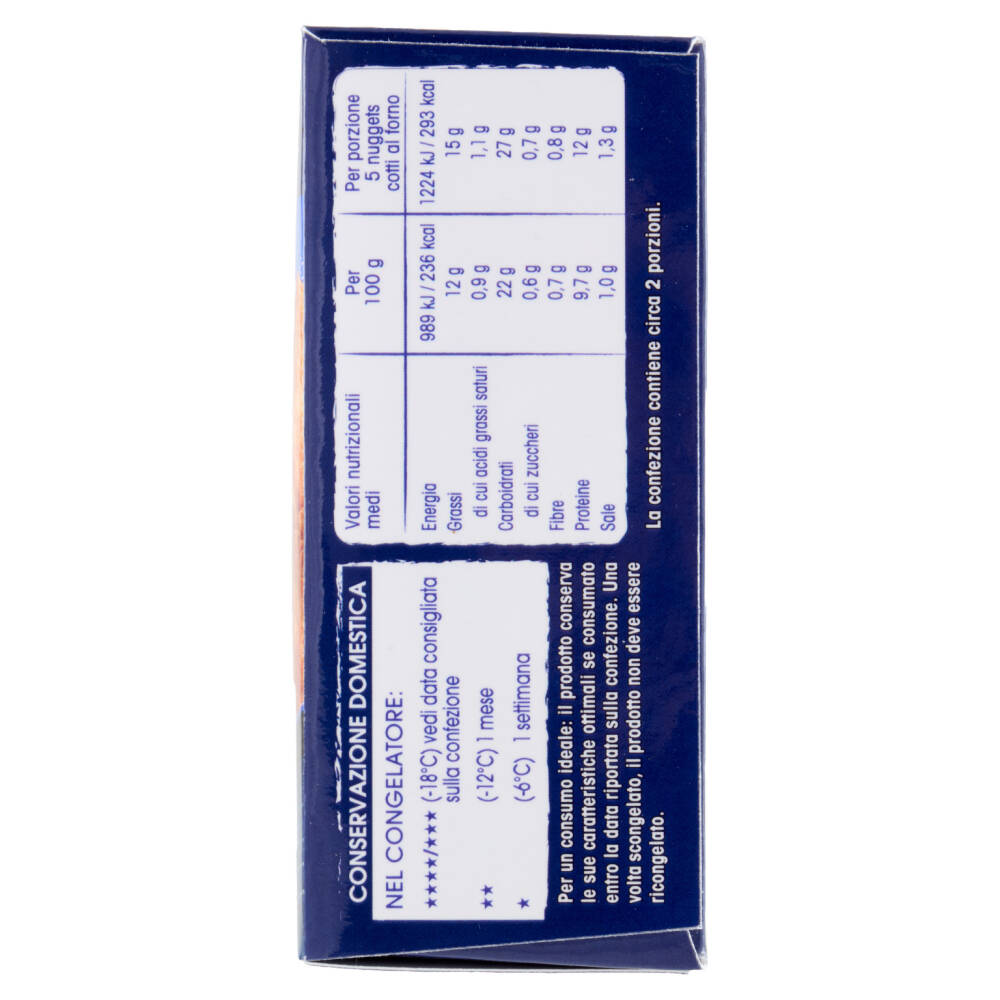 CONSERVAZIONE DOMESTICA
NEL CONGELATORE:
★★★★/★★★ (-18°C) vedi data consigliata
sulla confezione
★★ (-12°C) 1 mese
★ (-6°C) 1 settimana
Per un consumo ideale: il prodotto conserva
le sue caratteristiche ottimali se consumato
entro la data riportata sulla confezione. Una
volta scongelato, il prodotto non deve essere
ricongelato.
Valori nutrizionali medi | Per 100 g | Per porzione 5 nuggets cotti al forno
Energia 989 kJ / 236 kcal 1224 kJ / 293 kcal
Grassi 12 g 15 g
di cui acidi grassi saturi 0,9 g 1,1 g
Carboidrati 22 g 27 g
di cui zuccheri 0,6 g 0,7 g
Fibre 0,7 g 0,8 g
Proteine 9,7 g 12 g
Sale 1,0 g 1,3 g
La confezione contiene circa 2 porzioni.